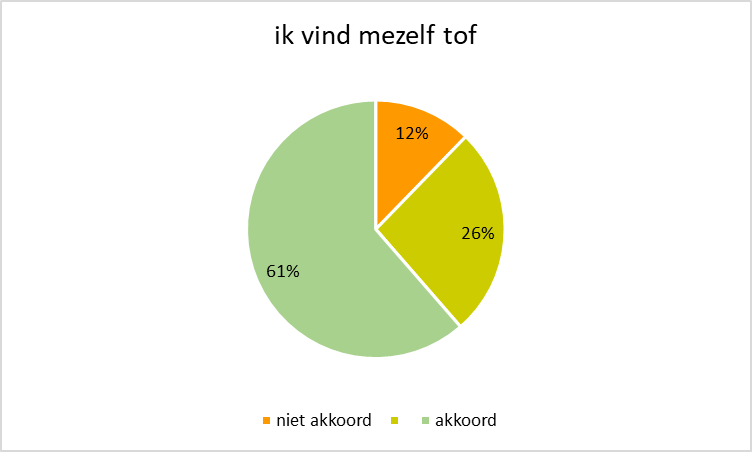 ik vind mezelf tof
12%
26%
61%
niet akkoord akkoord